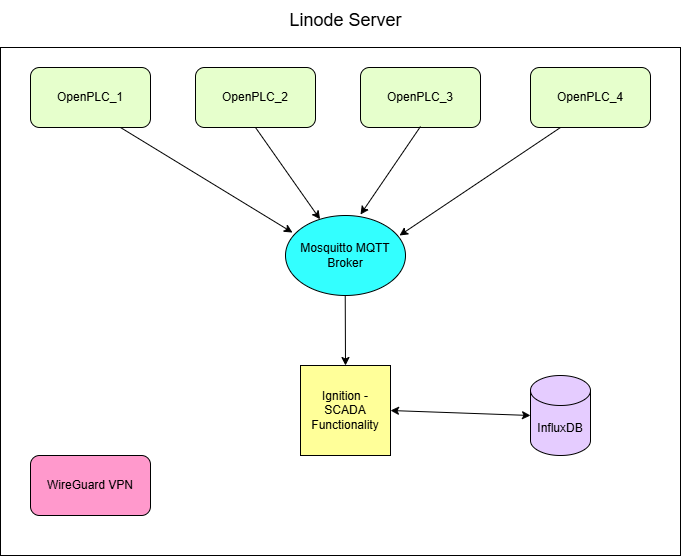 Linode Server
OpenPLC_1
OpenPLC_2
OpenPLC_3
OpenPLC_4
Mosquitto MQTT
Broker
Ignition -
SCADA
Functionality
InfluxDB
WireGuard VPN